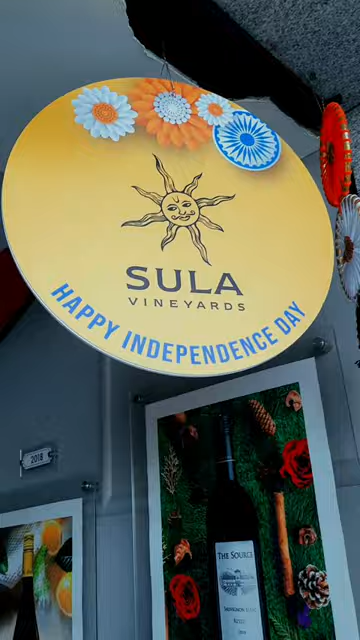 SULA
VINEYARDS
HAPPY INDEPENDENCE DAY
2018
THE SOURCE